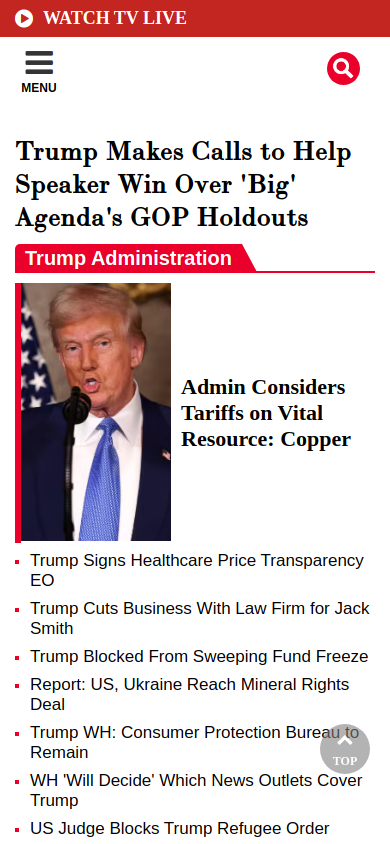 WATCH TV LIVE
MENU
Trump Makes Calls to Help
Speaker Win Over 'Big'
Agenda's GOP Holdouts
Trump Administration
Admin Considers
Tariffs on Vital
Resource: Copper
Trump Signs Healthcare Price Transparency
EO
Trump Cuts Business With Law Firm for Jack
Smith
Trump Blocked From Sweeping Fund Freeze
Report: US, Ukraine Reach Mineral Rights
Deal
Trump WH: Consumer Protection Bureau to
Remain
WH 'Will Decide' Which News Outlets Cover
Trump
US Judge Blocks Trump Refugee Order
TOP